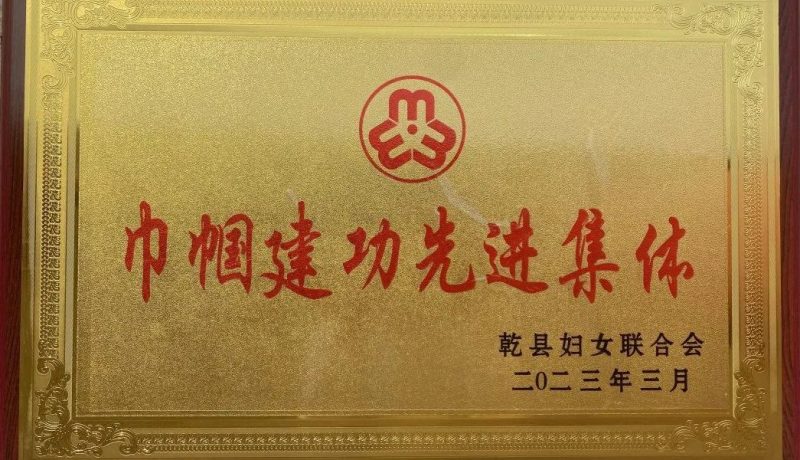 巾帼建功先进集体
乾县妇女联合会
二0二三年三月